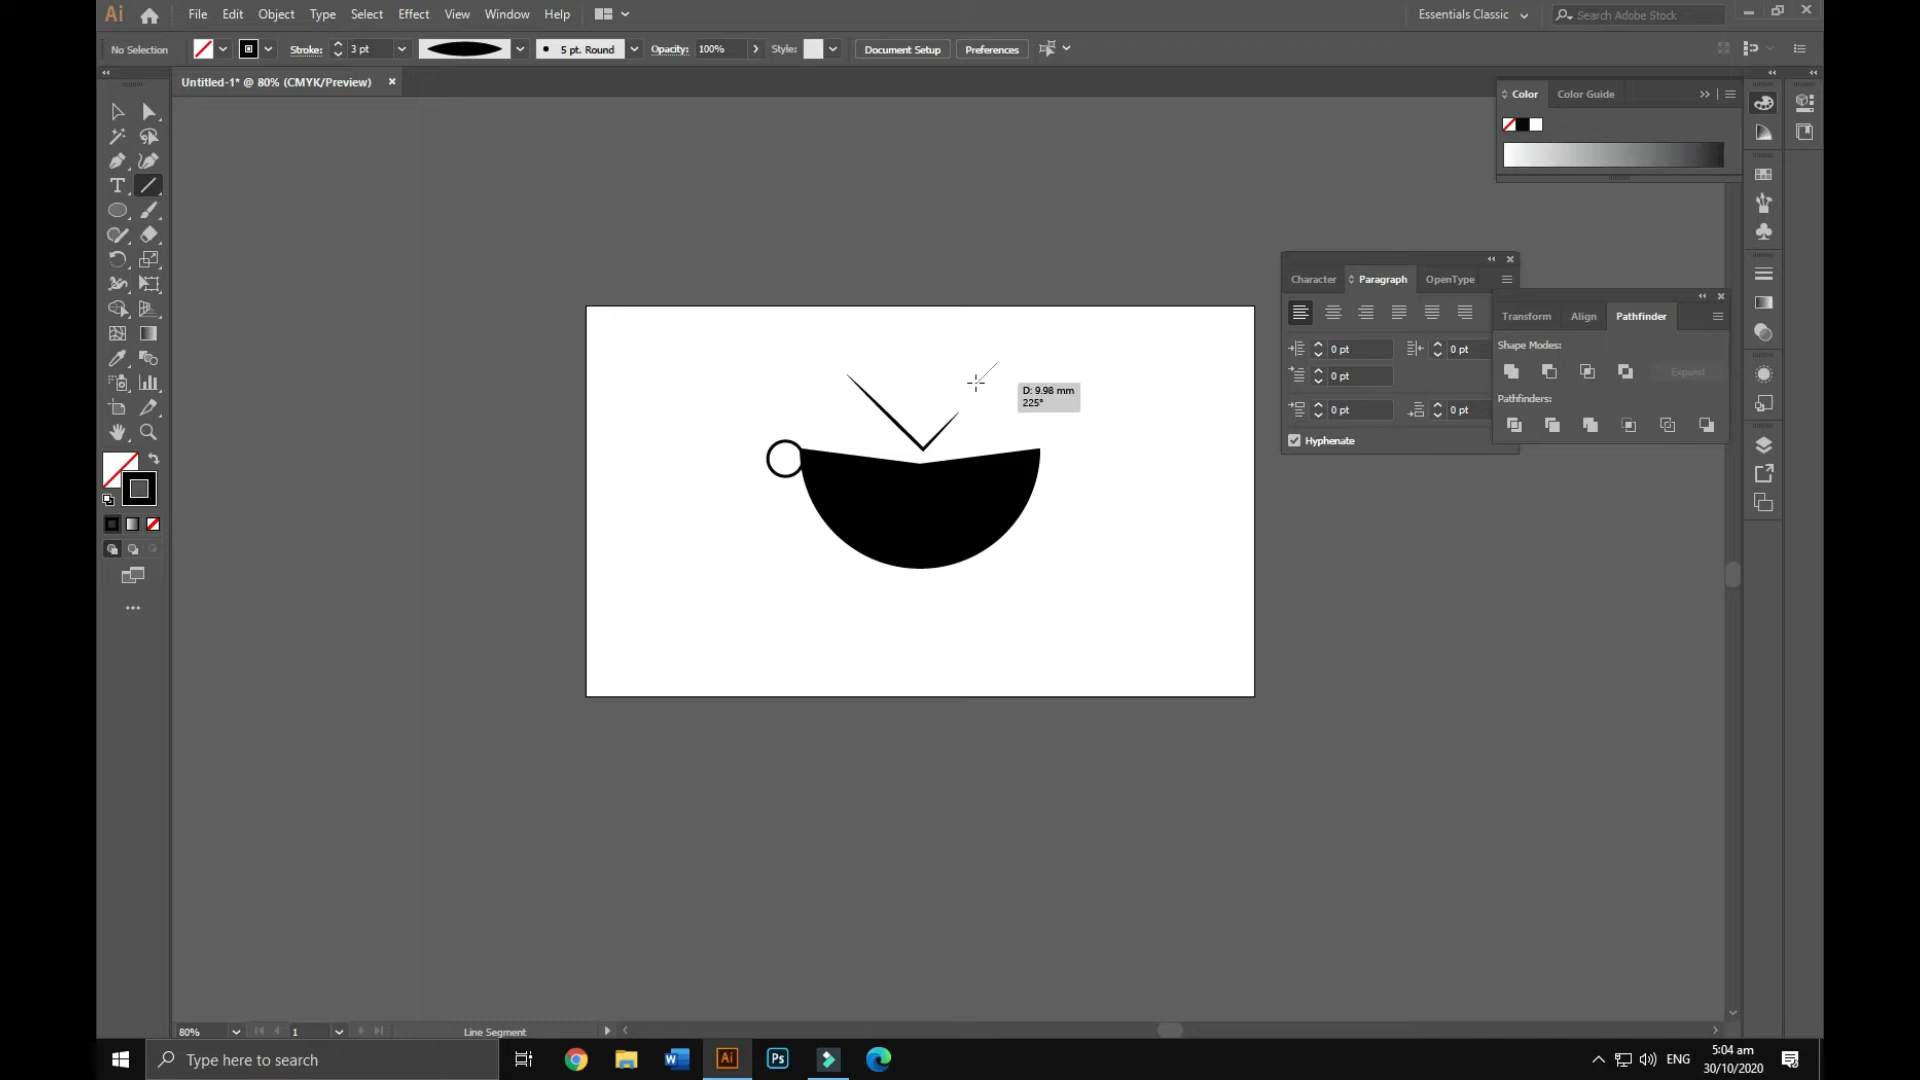 Ai File Edit Object Type Select Effect View Window Help Essentials Classic Search Adobe Stock
No Selection Stroke: 3 pt 5 pt. Round Opacity: 100% Style: Document Setup Preferences
Untitled-1* @ 80% (CMYK/Preview)
Color Color Guide
T
Character Paragraph OpenType
0 pt 0 pt
0 pt
0 pt 0 pt
Hyphenate
Transform Align Pathfinder
Shape Modes:
Expand
Pathfinders:
D: 9.98 mm
225°
80% 1 Line Segment
Type here to search
W Ai Ps
ENG
5:04 am
30/10/2020